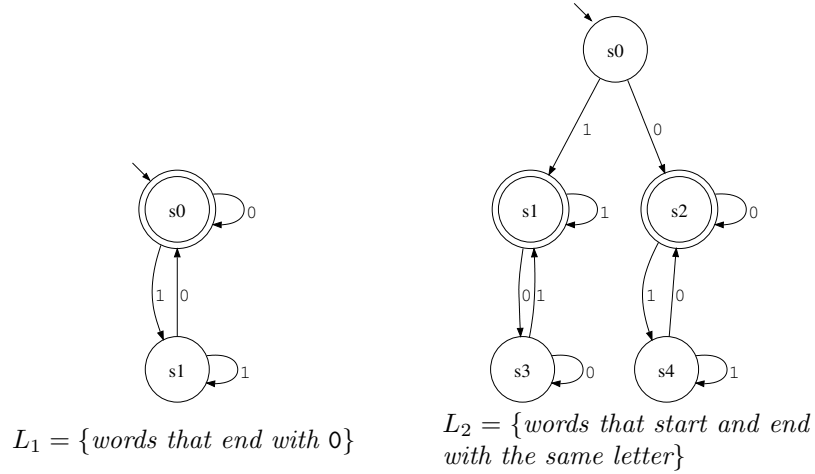 s0
1
0
s0
0
s1
1
s2
0
1
0
0
1
1
0
s1
1
s3
0
s4
1
L1 = {words that end with 0}
L2 = {words that start and end
with the same letter}